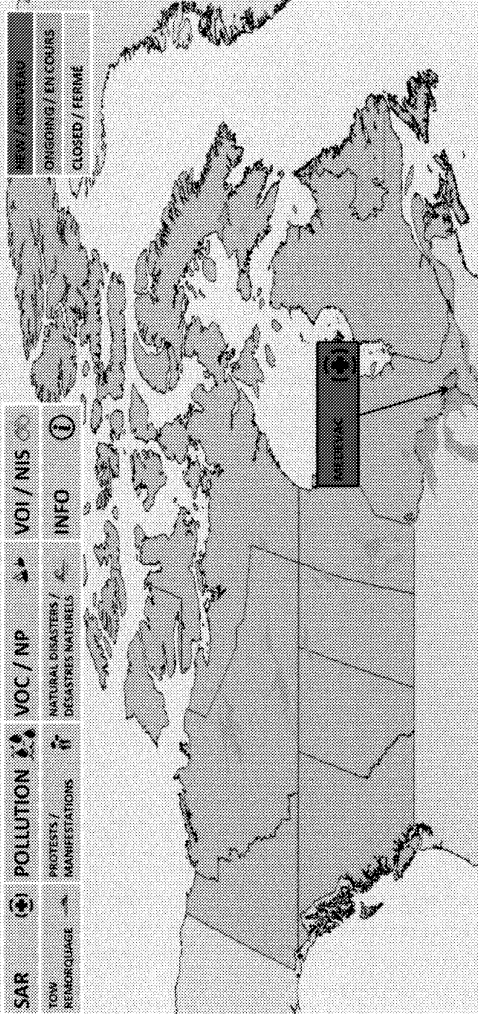 SAR
POLLUTION
VOC / NP
VOI / NIS
TOW
REMORQUAGE
PROTESTS /
MANIFESTATIONS
NATURAL DISASTERS /
DÉSASTRES NATURELS
INFO
NEW / NOUVEAU
ONGOING / EN COURS
CLOSED / FERMÉ
MEDEVAC